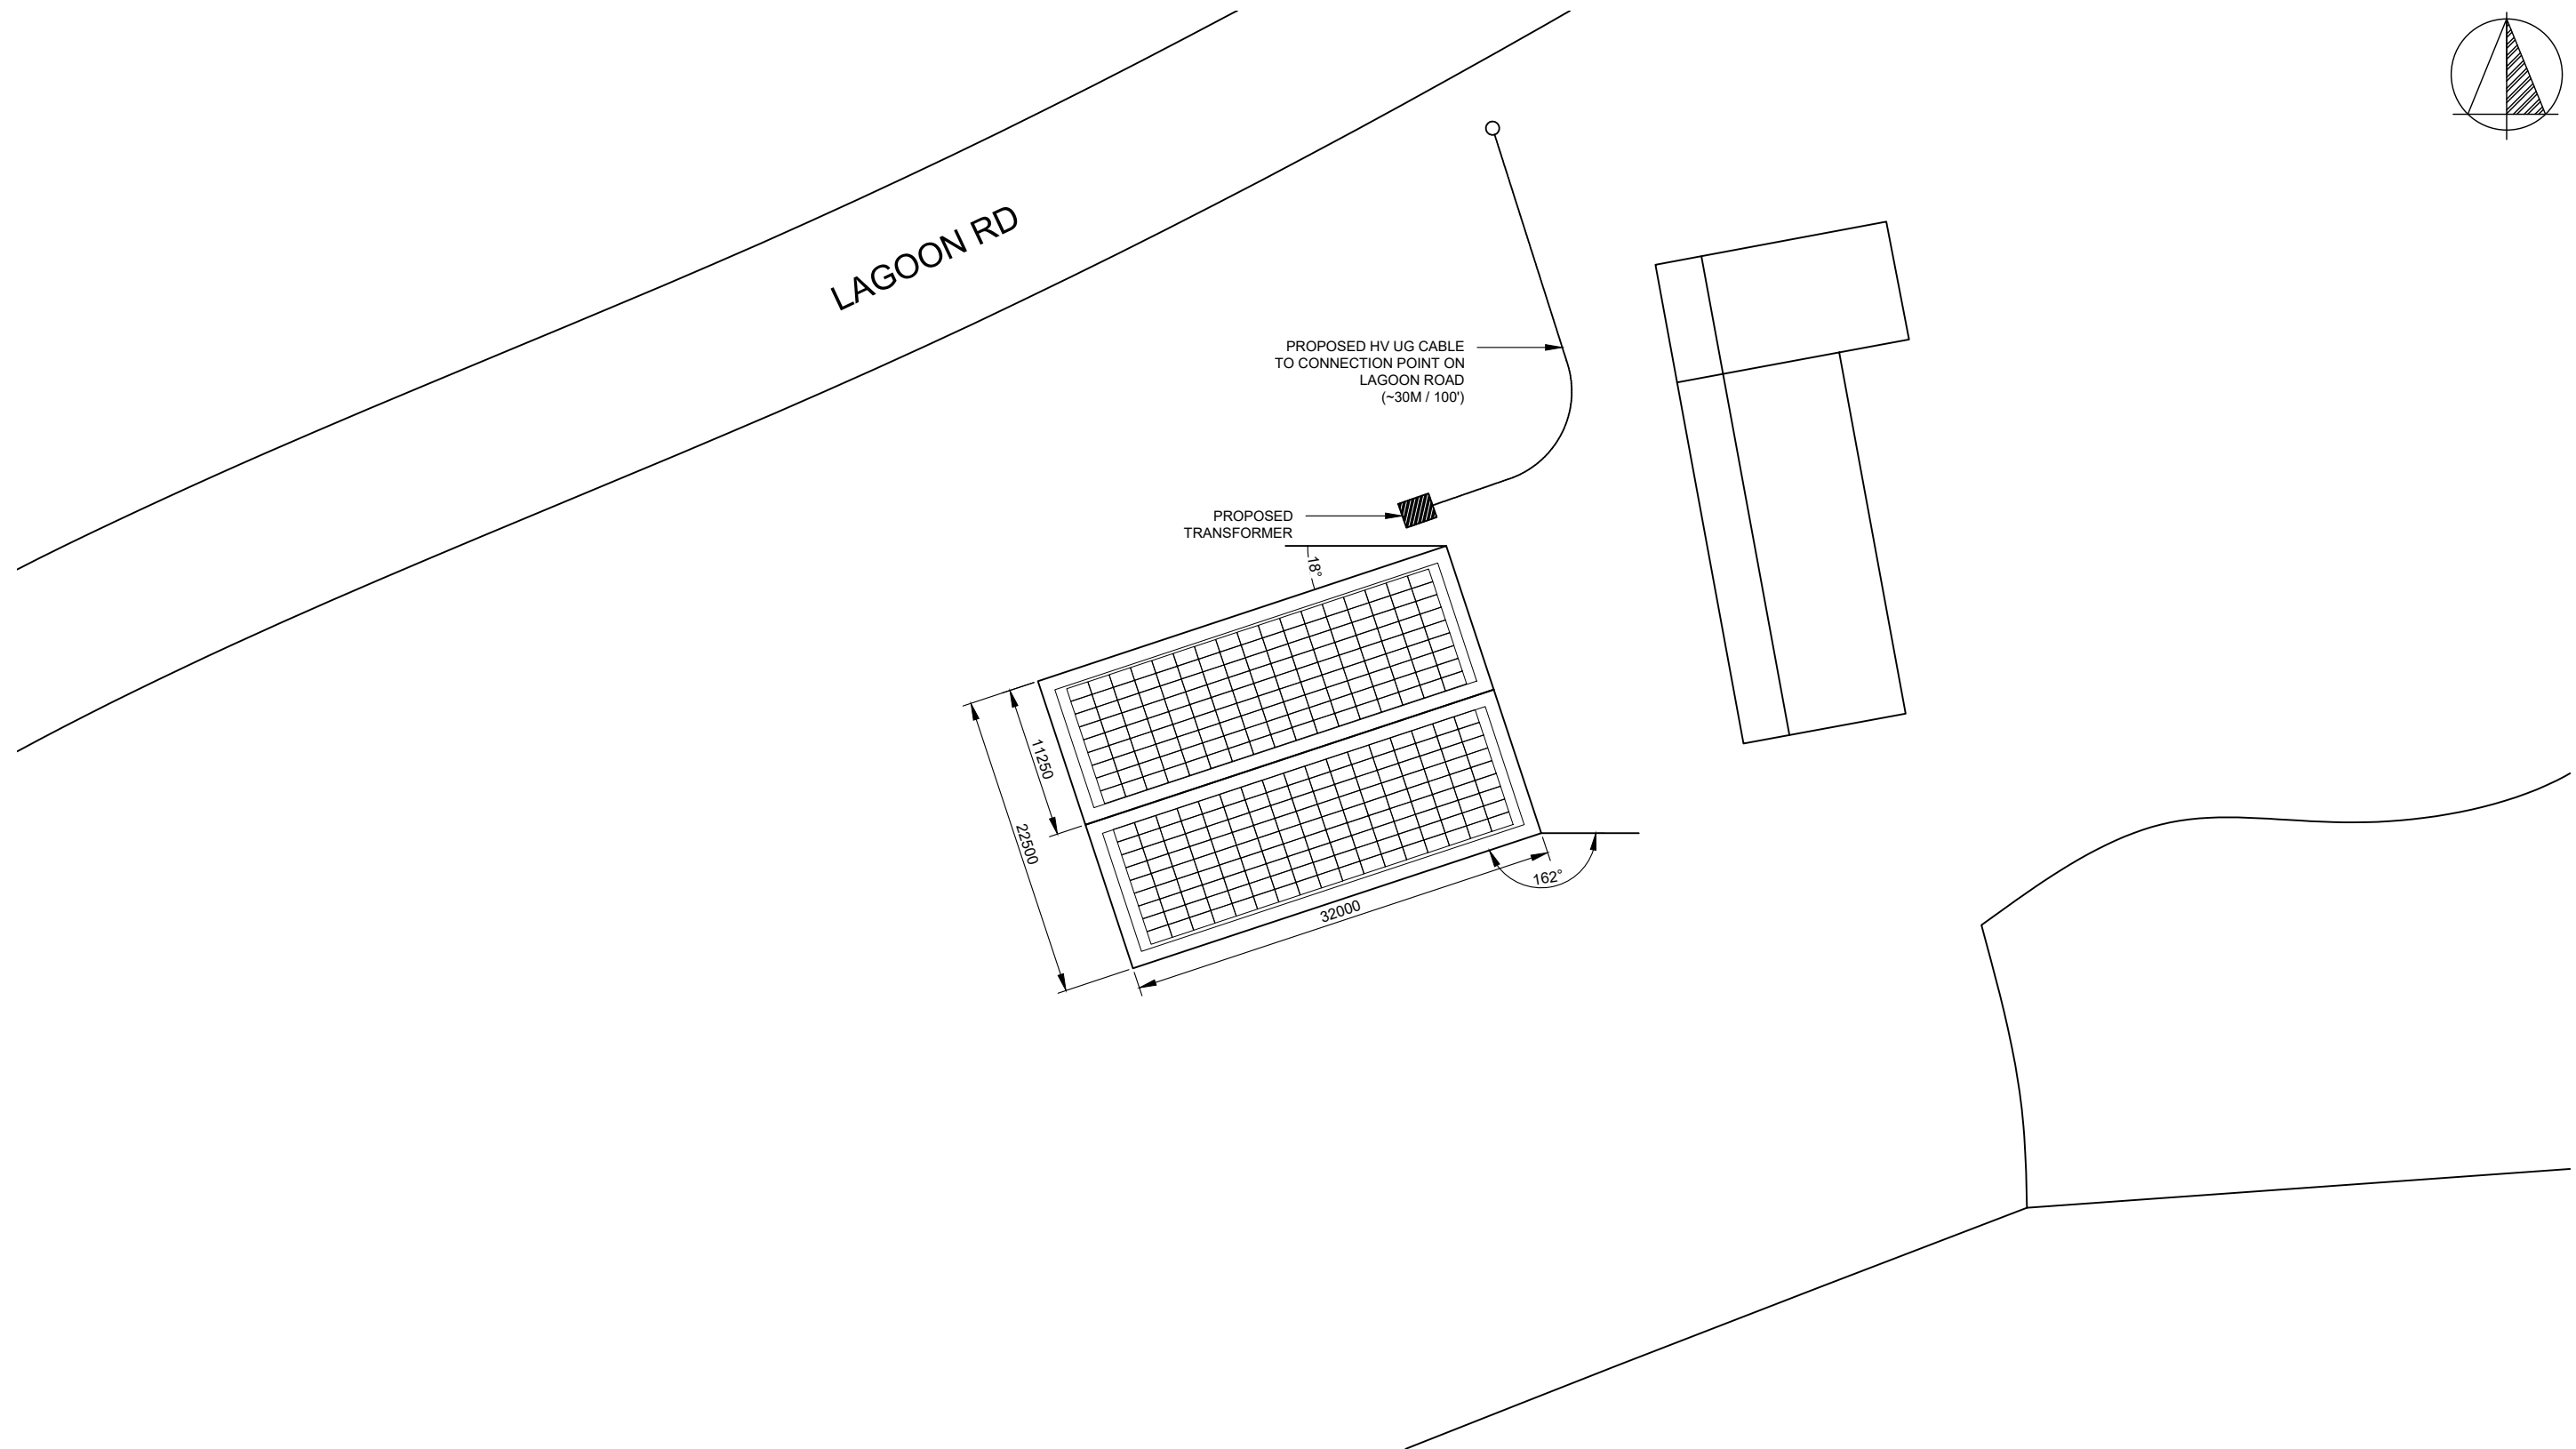 LAGOON RD
PROPOSED HV UG CABLE
TO CONNECTION POINT ON
LAGOON ROAD
(~30M / 100')
PROPOSED
TRANSFORMER
18°
11250
22500
162°
32000